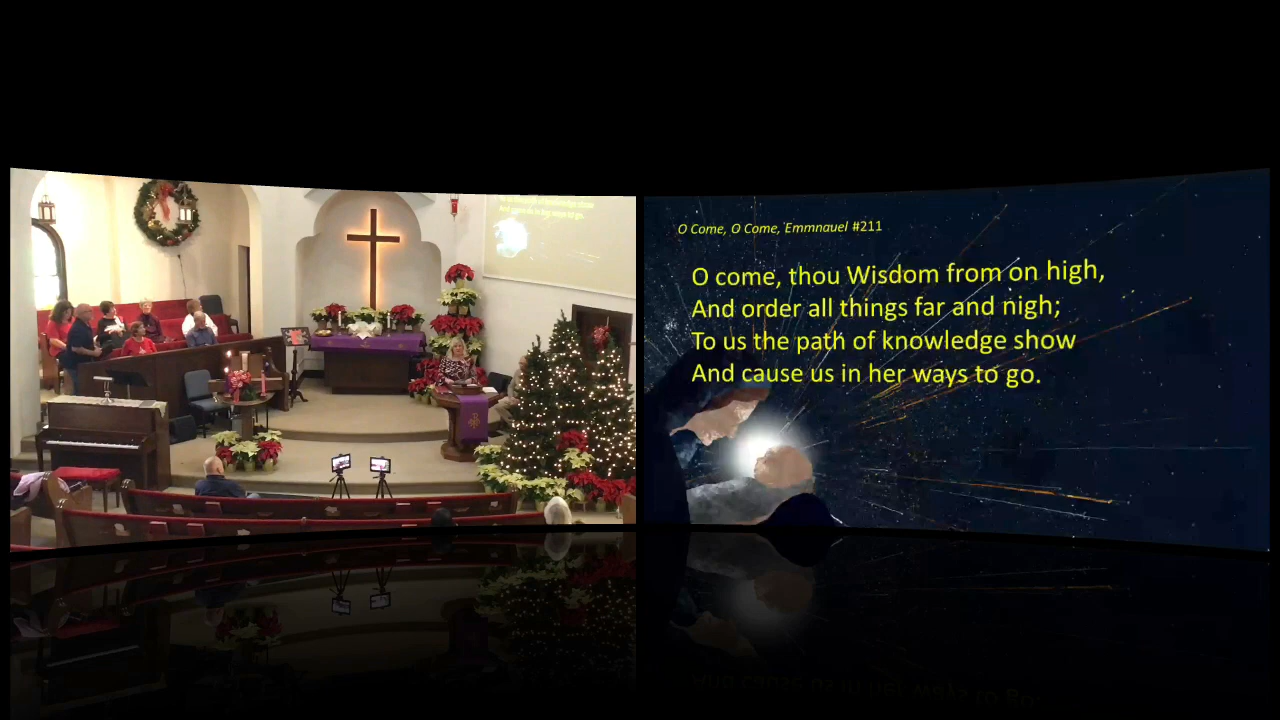 O Come, O Come, Emmnauel #211
O come, thou Wisdom from on high,
And order all things far and nigh;
To us the path of knowledge show
And cause us in her ways to go.